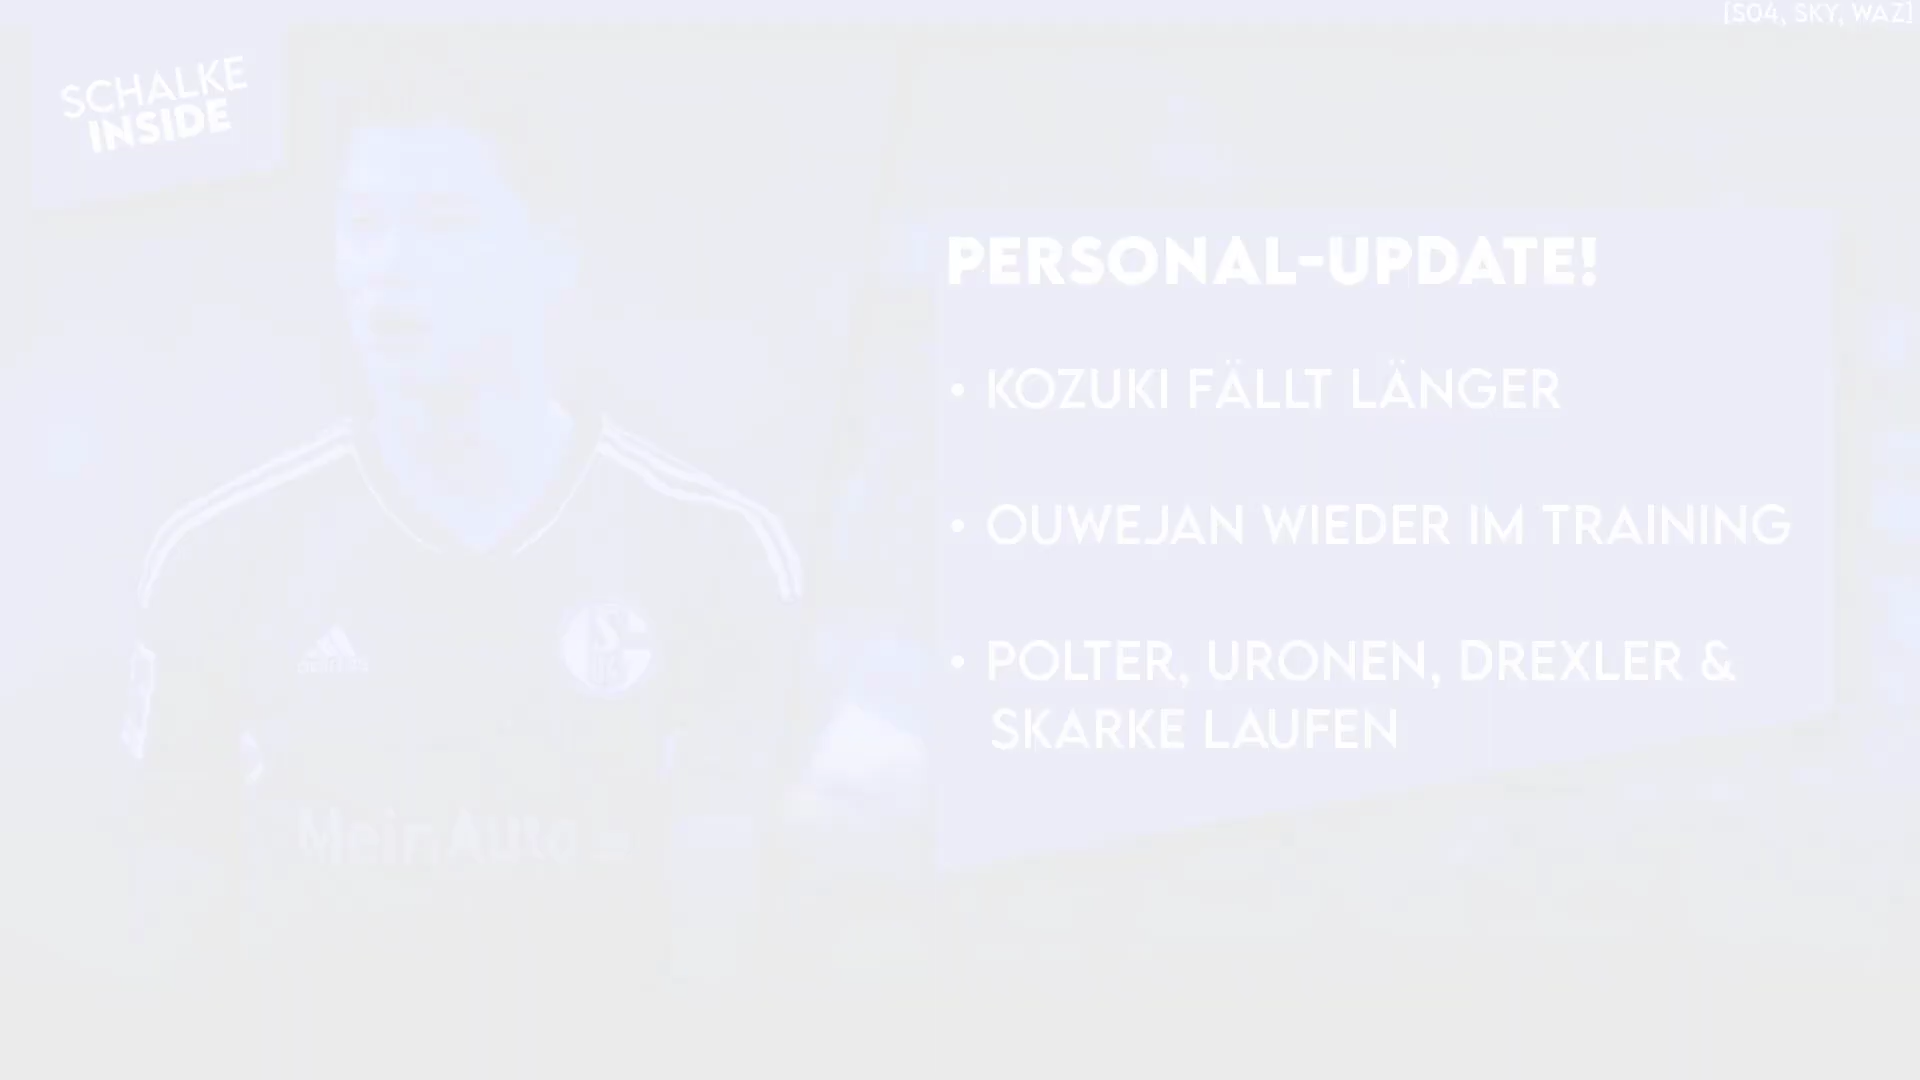 [S04, SKY, WAZ]
SCHALKE
INSIDE
PERSONAL-UPDATE!
• KOZUKI FÄLLT LÄNGER
• OUWEJAN WIEDER IM TRAINING
• POLTER, URONEN, DREXLER &
SKARKE LAUFEN
MeinAuto